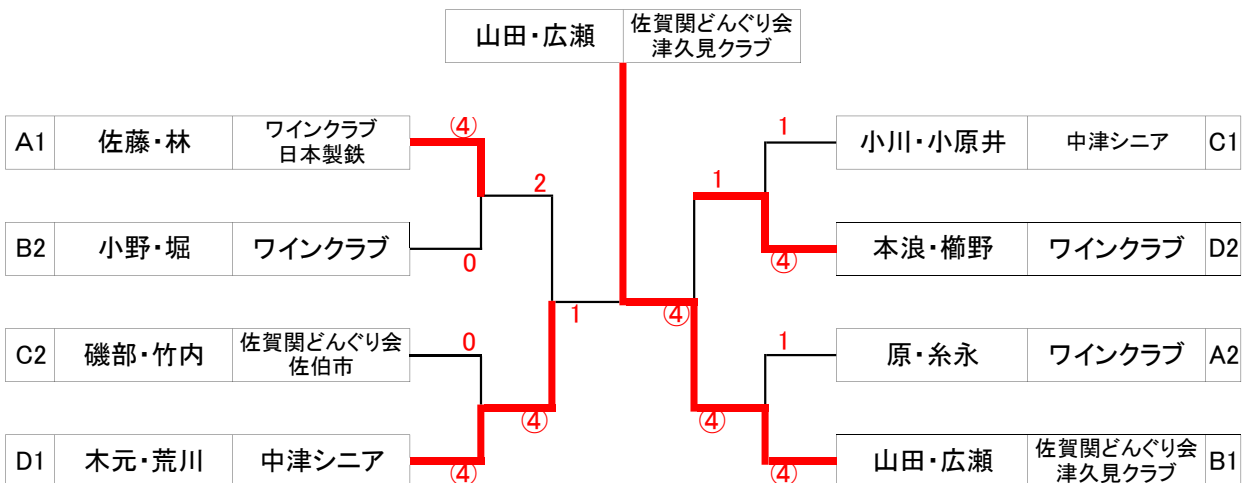 山田・広瀬
佐賀関どんぐり会
津久見クラブ
A1
佐藤・林
ワインクラブ
日本製鉄
④
B2
小野・堀
ワインクラブ
0
2
C2
磯部・竹内
佐賀関どんぐり会
佐伯市
0
D1
木元・荒川
中津シニア
④
④
1
④
1
小川・小原井
中津シニア
C1
④
本浪・櫛野
ワインクラブ
D2
1
1
原・糸永
ワインクラブ
A2
④
山田・広瀬
佐賀関どんぐり会
津久見クラブ
B1
④